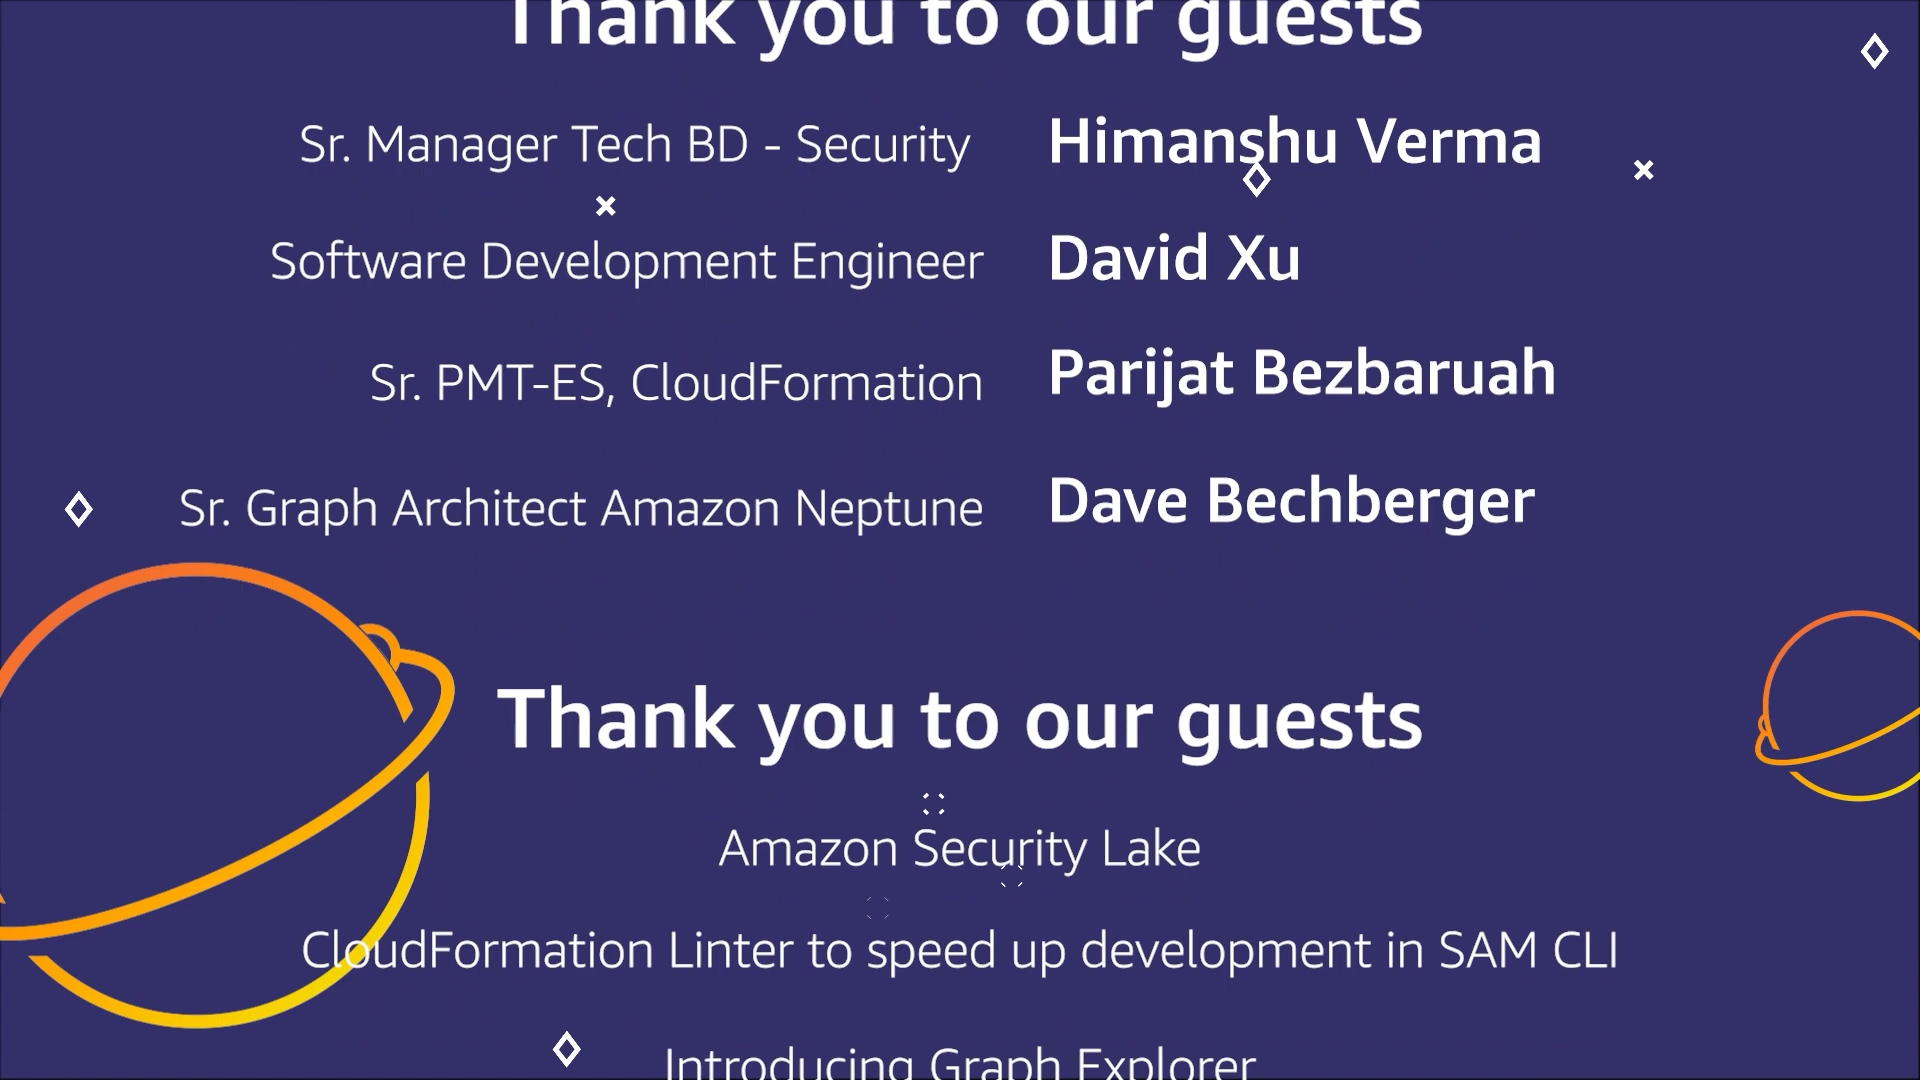 Thank you to our guests
Sr. Manager Tech BD - Security Himanshu Verma
Software Development Engineer David Xu
Sr. PMT-ES, CloudFormation Parijat Bezbaruah
Sr. Graph Architect Amazon Neptune Dave Bechberger
Thank you to our guests
Amazon Security Lake
CloudFormation Linter to speed up development in SAM CLI
Introducing Graph Explorer